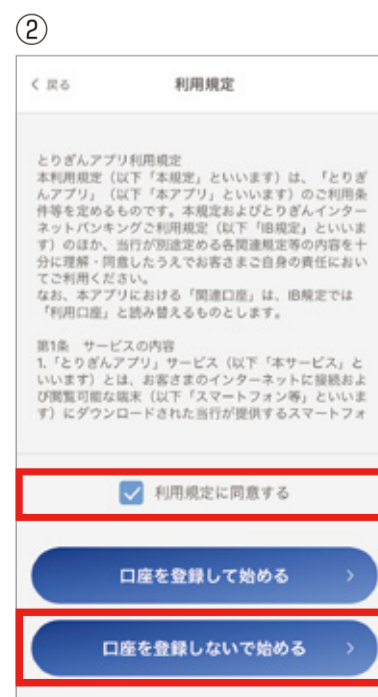 ②
< 戻る 利用規定
とりぎんアプリ利用規定
本利用規定（以下「本規定」といいます）は、「とりぎ
んアプリ」（以下「本アプリ」といいます）のご利用条
件等を定めるものです。本規定およびとりぎんインター
ネットバンキングご利用規定（以下「IB規定」といいま
す）のほか、当行が別途定める各関連規定等の内容を十
分に理解・同意したうえでお客さまご自身の責任におい
てご利用ください。
なお、本アプリにおける「関連口座」は、IB規定では
「利用口座」と読み替えるものとします。
第1条 サービスの内容
1.「とりぎんアプリ」サービス（以下「本サービス」と
いいます）とは、お客さまのインターネットに接続およ
び閲覧可能な端末（以下「スマートフォン等」といいま
す）にダウンロードされた当行が提供するスマートフォ
利用規定に同意する
口座を登録して始める >
口座を登録しないで始める >